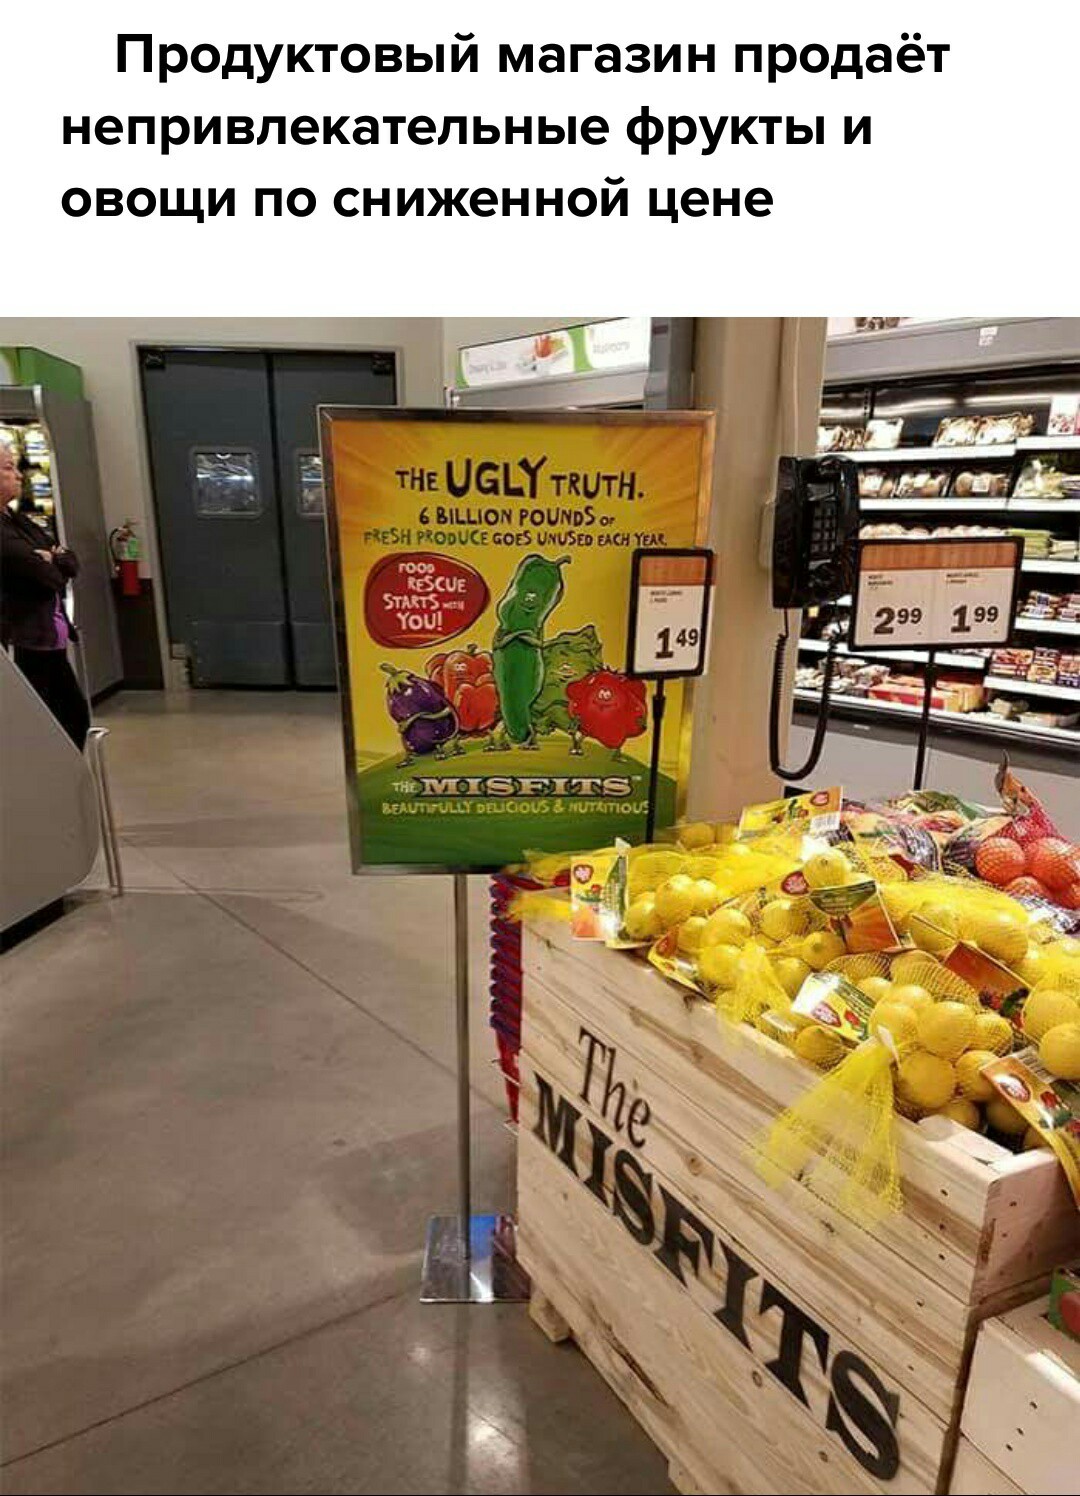 Продуктовый магазин продаёт
непривлекательные фрукты и
овощи по сниженной цене
THE UGLY TRUTH.
6 BILLION POUNDS OF
FRESH PRODUCE GOES UNUSED EACH YEAR.
FOOD
RESCUE
STARTS WITH
YOU!
1 49
2 99 1 99
THE MISFITS™
BEAUTIFULLY DELICIOUS & NUTRITIOUS
The
MISFITS